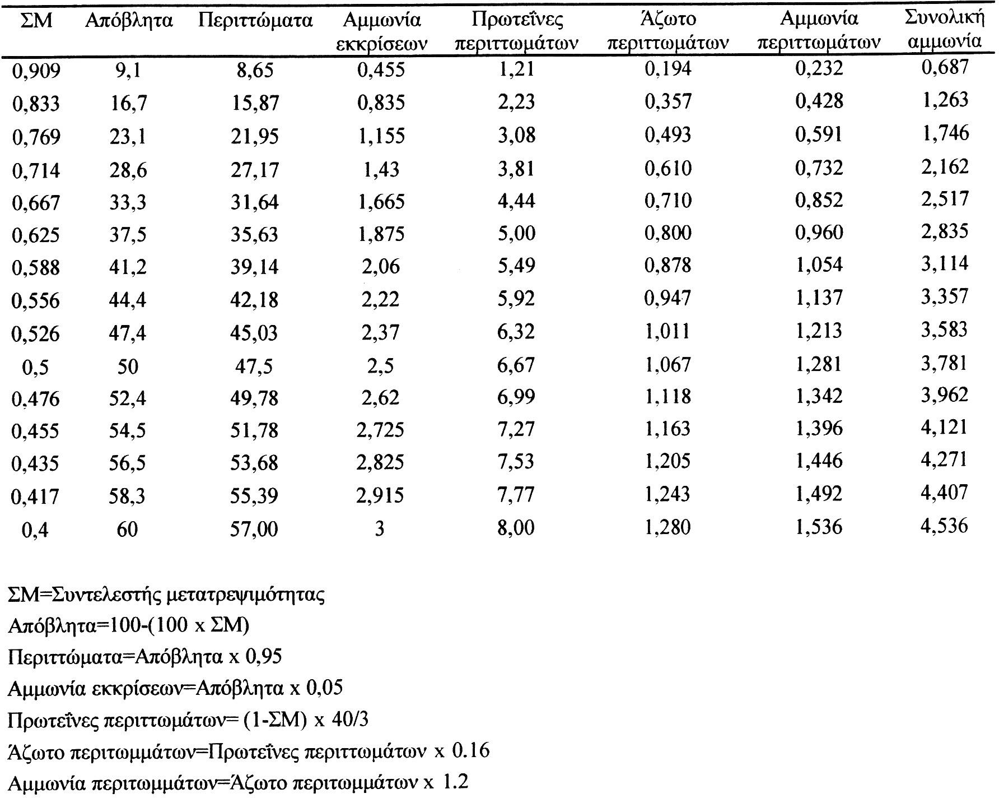 ΣΜ Απόβλητα Περιττώματα Αμμωνία εκκρίσεων Πρωτεΐνες περιττωμάτων Άζωτο περιττωμάτων Αμμωνία περιττωμάτων Συνολική αμμωνία
0,909 9,1 8,65 0,455 1,21 0,194 0,232 0,687
0,833 16,7 15,87 0,835 2,23 0,357 0,428 1,263
0,769 23,1 21,95 1,155 3,08 0,493 0,591 1,746
0,714 28,6 27,17 1,43 3,81 0,610 0,732 2,162
0,667 33,3 31,64 1,665 4,44 0,710 0,852 2,517
0,625 37,5 35,63 1,875 5,00 0,800 0,960 2,835
0,588 41,2 39,14 2,06 5,49 0,878 1,054 3,114
0,556 44,4 42,18 2,22 5,92 0,947 1,137 3,357
0,526 47,4 45,03 2,37 6,32 1,011 1,213 3,583
0,5 50 47,5 2,5 6,67 1,067 1,281 3,781
0,476 52,4 49,78 2,62 6,99 1,118 1,342 3,962
0,455 54,5 51,78 2,725 7,27 1,163 1,396 4,121
0,435 56,5 53,68 2,825 7,53 1,205 1,446 4,271
0,417 58,3 55,39 2,915 7,77 1,243 1,492 4,407
0,4 60 57,00 3 8,00 1,280 1,536 4,536
ΣΜ=Συντελεστής μετατρεψιμότητας
Απόβλητα=100-(100 x ΣΜ)
Περιττώματα=Απόβλητα x 0,95
Αμμωνία εκκρίσεων=Απόβλητα x 0,05
Πρωτεΐνες περιττωμάτων= (1-ΣΜ) x 40/3
Άζωτο περιτωμμάτων=Πρωτεΐνες περιττωμάτων x 0.16
Αμμωνία περιτωμμάτων=Άζωτο περιτωμμάτων x 1.2